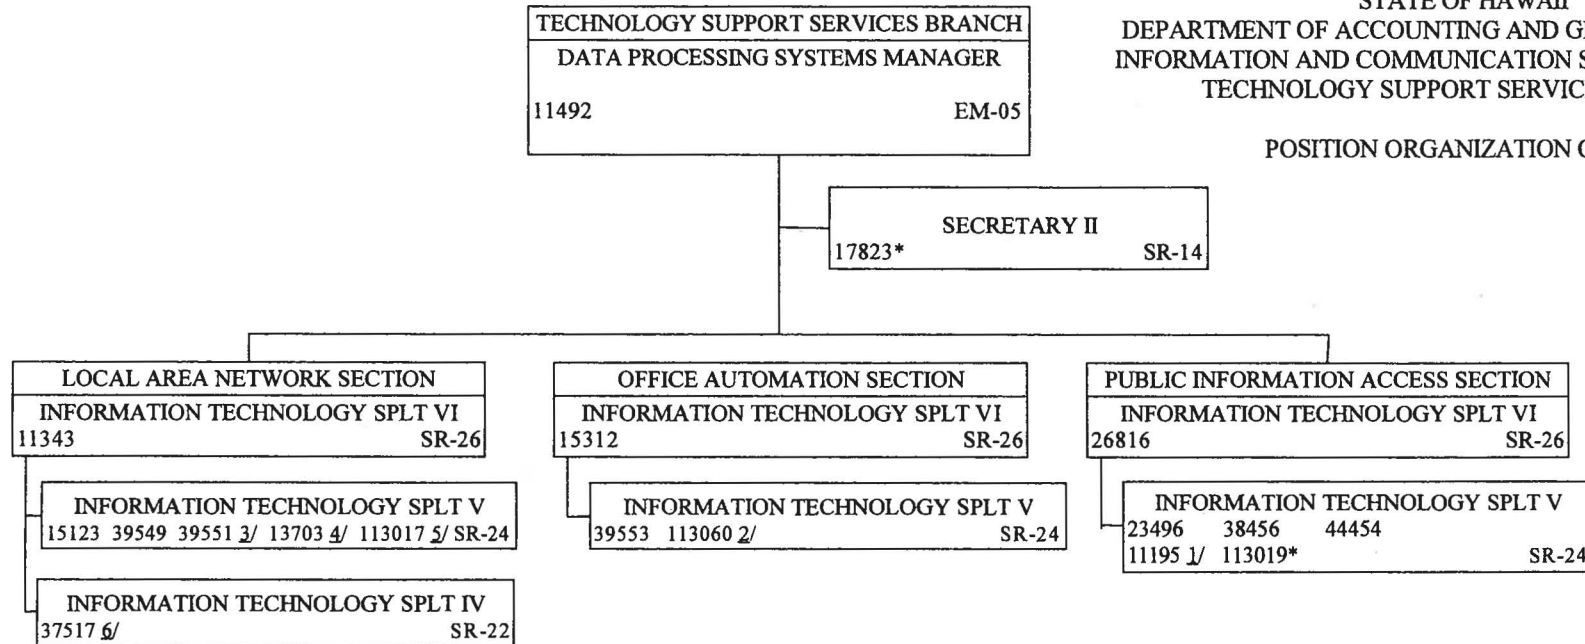 STATE OF HAWAII
DEPARTMENT OF ACCOUNTING AND
INFORMATION AND COMMUNICATION
TECHNOLOGY SUPPORT
POSITION ORGANIZATION
TECHNOLOGY SUPPORT SERVICES BRANCH
DATA PROCESSING SYSTEMS MANAGER
11492 EM-05
SECRETARY II
17823* SR-14
LOCAL AREA NETWORK SECTION
INFORMATION TECHNOLOGY SPLT VI
11343 SR-26
INFORMATION TECHNOLOGY SPLT V
15123 39549 39551 3/ 13703 4/ 113017 5/ SR-24
INFORMATION TECHNOLOGY SPLT IV
37517 6/ SR-22
OFFICE AUTOMATION SECTION
INFORMATION TECHNOLOGY SPLT VI
15312 SR-26
INFORMATION TECHNOLOGY SPLT V
39553 113060 2/ SR-24
PUBLIC INFORMATION ACCESS SECTION
INFORMATION TECHNOLOGY SPLT VI
26816 SR-26
INFORMATION TECHNOLOGY SPLT V
23496 38456 44454
11195 1/ 113019* SR-24